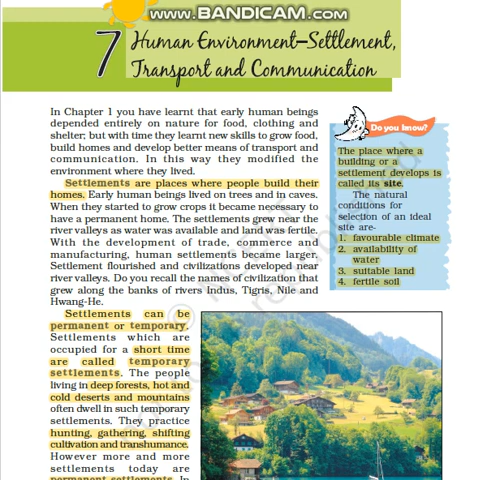 www.BANDICAM.com
7 Human Environment–Settlement,
Transport and Communication
In Chapter 1 you have learnt that early human beings
depended entirely on nature for food, clothing and
shelter; but with time they learnt new skills to grow food,
build homes and develop better means of transport and
communication. In this way they modified the
environment where they lived.
Settlements are places where people build their
homes. Early human beings lived on trees and in caves.
When they started to grow crops it became necessary to
have a permanent home. The settlements grew near the
river valleys as water was available and land was fertile.
With the development of trade, commerce and
manufacturing, human settlements became larger.
Settlement flourished and civilization developed near
river valleys. Do you recall the names of civilization that
grew along the banks of rivers Indus, Tigris, Nile and
Hwang-He.
Settlements can be
permanent or temporary.
Settlements which are
occupied for a short time
are called temporary
settlements. The people
living in deep forests, hot and
cold deserts and mountains
often dwell in such temporary
settlements. They practice
hunting, gathering, shifting
cultivation and transhumance.
However more and more
settlements today are
permanent settlements. In
Do you know?
The place where a
building or a
settlement develops is
called its site.
The natural
conditions for
selection of an ideal
site are-
1. favourable climate
2. availability of
water
3. suitable land
4. fertile soil